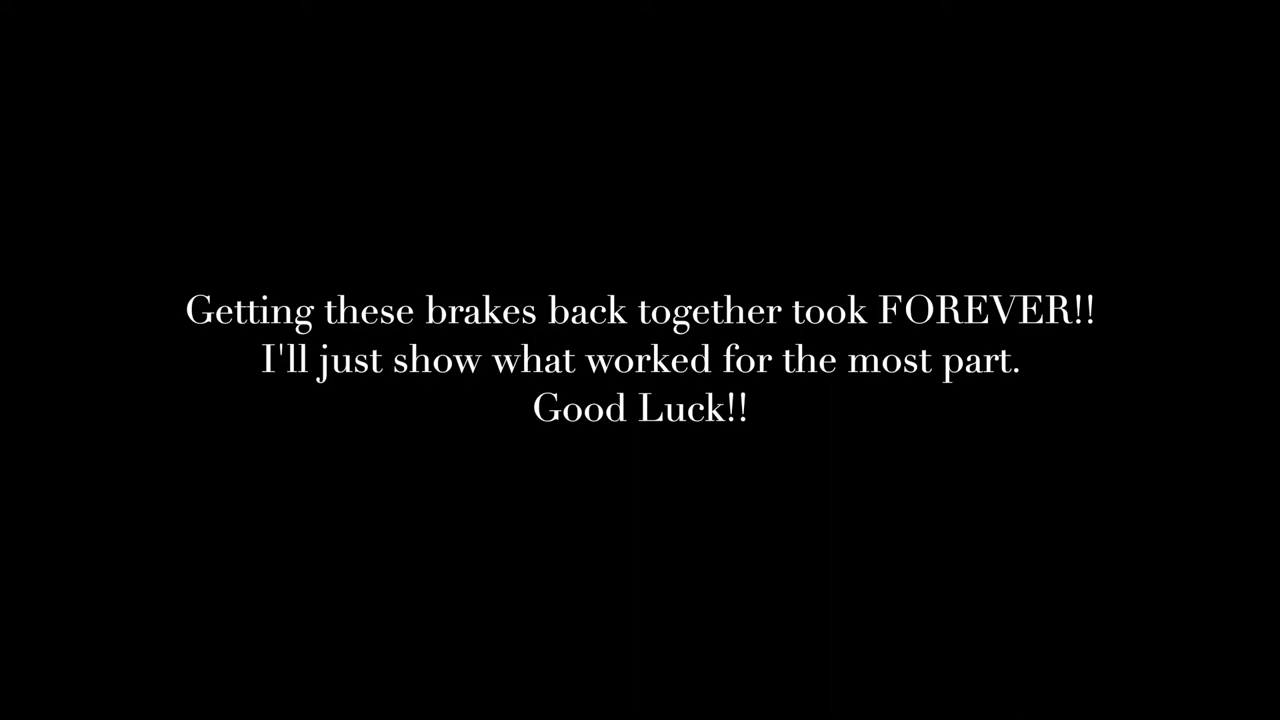 Getting these brakes back together took FOREVER!!
I'll just show what worked for the most part.
Good Luck!!